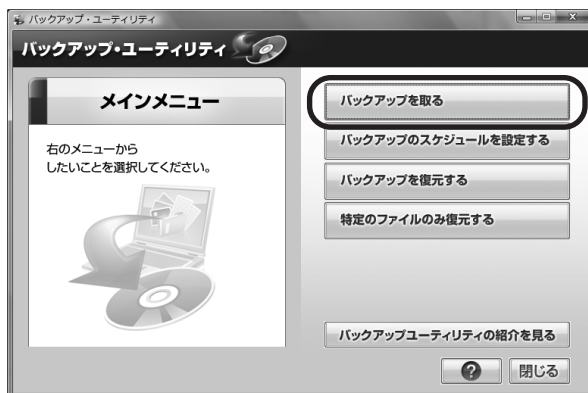 バックアップ・ユーティリティ
バックアップ・ユーティリティ
メインメニュー
右のメニューから
したいことを選択してください。
バックアップを取る
バックアップのスケジュールを設定する
バックアップを復元する
特定のファイルのみ復元する
バックアップユーティリティの紹介を見る
?
閉じる